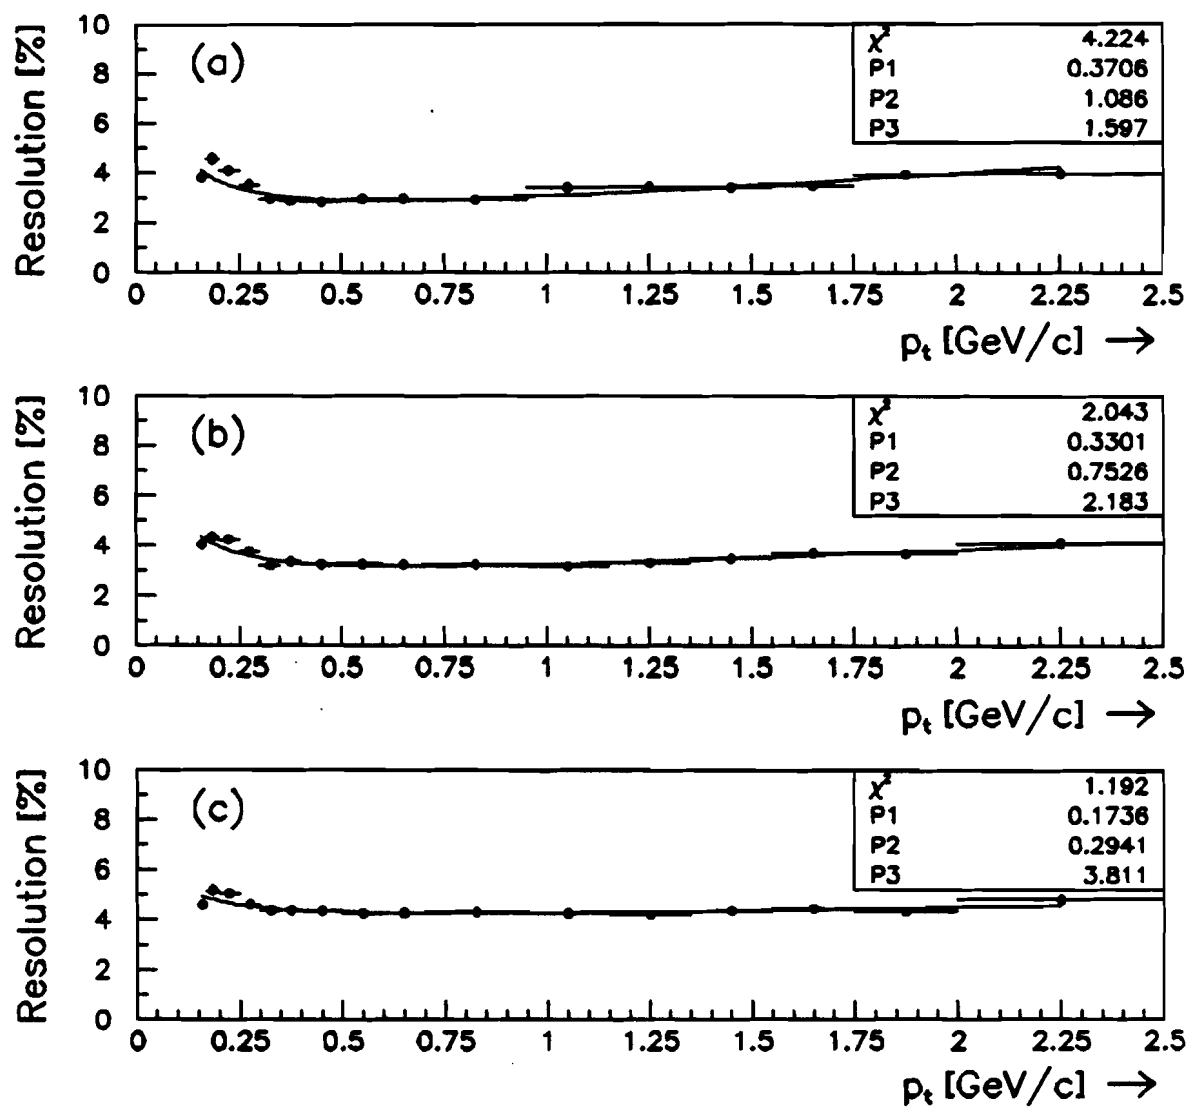 Resolution [%]
(a)
10
8
6
4
2
0
χ² 4.224
P1 0.3706
P2 1.086
P3 1.597
0 0.25 0.5 0.75 1 1.25 1.5 1.75 2 2.25 2.5
pₜ [GeV/c] →
Resolution [%]
(b)
10
8
6
4
2
0
χ² 2.043
P1 0.3301
P2 0.7526
P3 2.183
0 0.25 0.5 0.75 1 1.25 1.5 1.75 2 2.25 2.5
pₜ [GeV/c] →
Resolution [%]
(c)
10
8
6
4
2
0
χ² 1.192
P1 0.1736
P2 0.2941
P3 3.811
0 0.25 0.5 0.75 1 1.25 1.5 1.75 2 2.25 2.5
pₜ [GeV/c] →